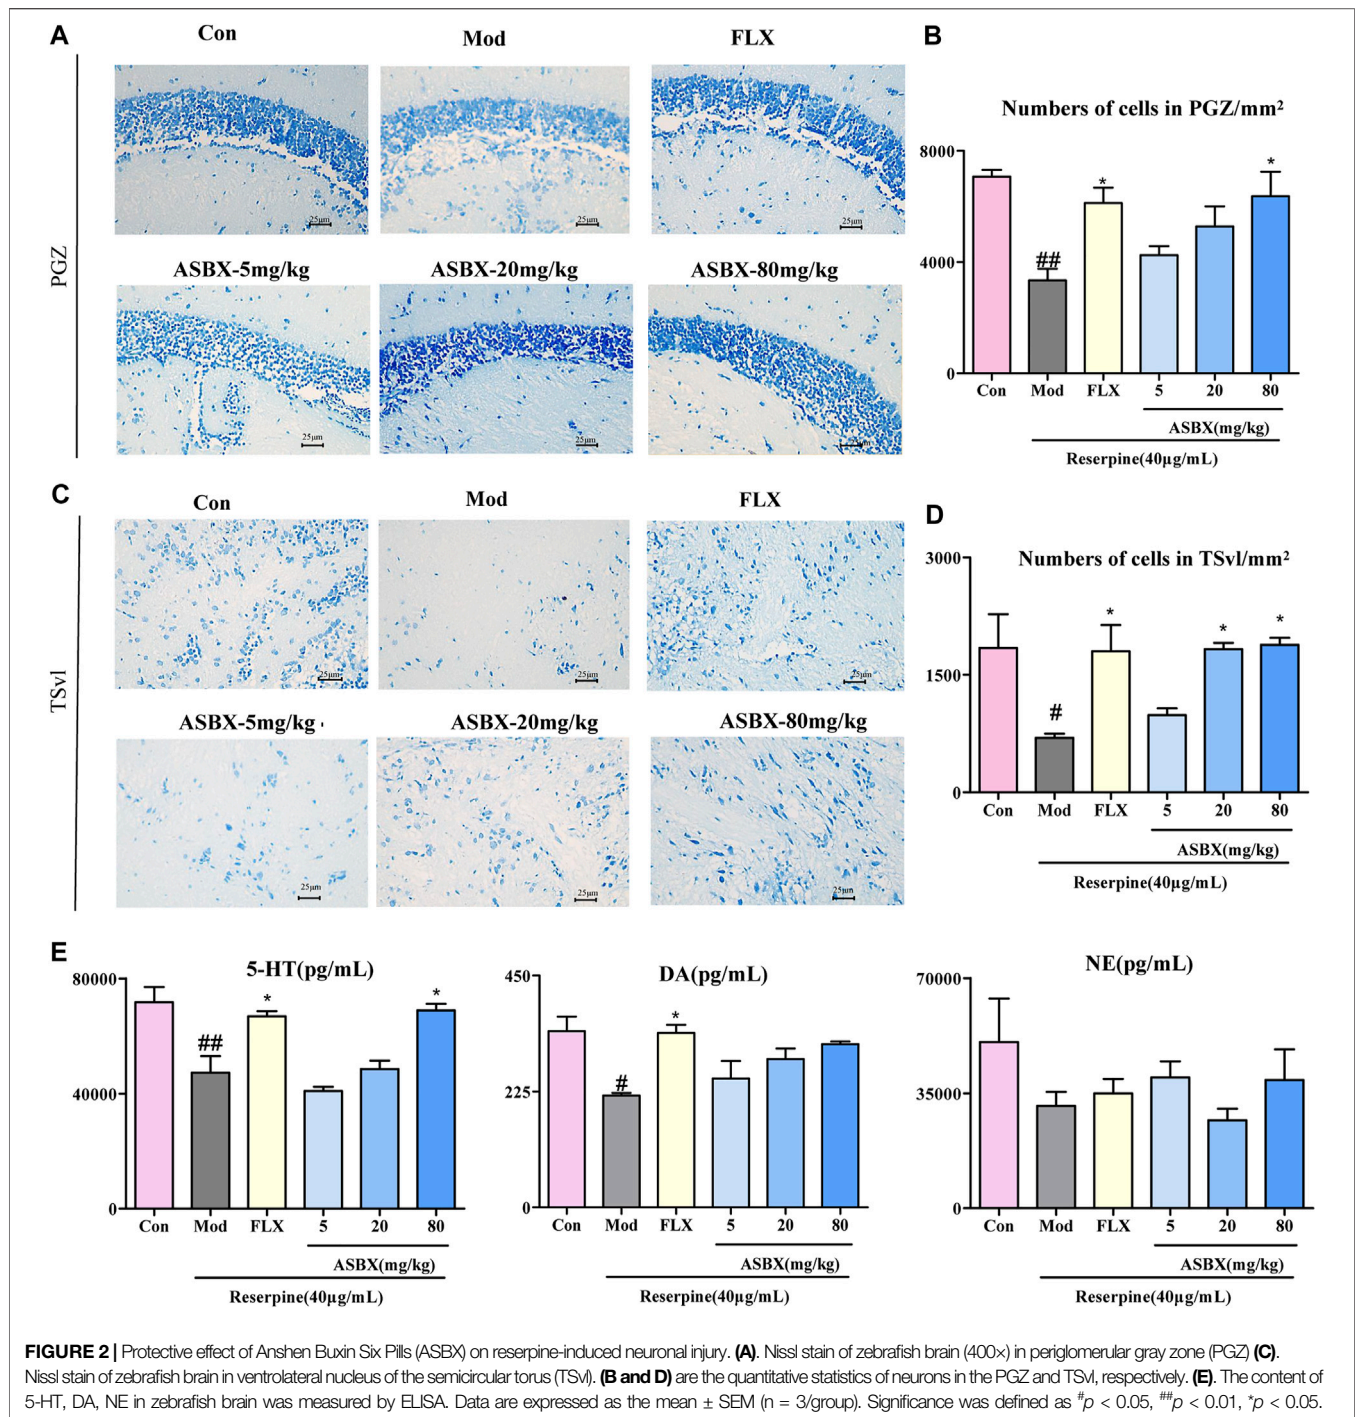 A
Con
Mod
FLX
25μm
25μm
25μm
ASBX-5mg/kg
ASBX-20mg/kg
ASBX-80mg/kg
25μm
25μm
PGZ
B
Numbers of cells in PGZ/mm²
8000
4000
0
##
*
*
Con
Mod
FLX
5
20
80
ASBX(mg/kg)
Reserpine(40μg/mL)
C
Con
Mod
FLX
25μm
25μm
25μm
ASBX-5mg/kg
ASBX-20mg/kg
ASBX-80mg/kg
25μm
25μm
25μm
TSvl
D
Numbers of cells in TSvl/mm²
3000
1500
0
#
*
*
*
Con
Mod
FLX
5
20
80
ASBX(mg/kg)
Reserpine(40μg/mL)
E
5-HT(pg/mL)
80000
40000
0
##
*
*
Con
Mod
FLX
5
20
80
ASBX(mg/kg)
Reserpine(40μg/mL)
DA(pg/mL)
450
225
0
#
*
Con
Mod
FLX
5
20
80
ASBX(mg/kg)
Reserpine(40μg/mL)
NE(pg/mL)
70000
35000
0
Con
Mod
FLX
5
20
80
ASBX(mg/kg)
Reserpine(40μg/mL)
FIGURE 2 | Protective effect of Anshen Buxin Six Pills (ASBX) on reserpine-induced neuronal injury. (A). Nissl stain of zebrafish brain (400×) in periglomerular gray zone (PGZ) (C).
Nissl stain of zebrafish brain in ventrolateral nucleus of the semicircular torus (TSvl). (B and D) are the quantitative statistics of neurons in the PGZ and TSvl, respectively. (E). The content of
5-HT, DA, NE in zebrafish brain was measured by ELISA. Data are expressed as the mean ± SEM (n = 3/group). Significance was defined as #p < 0.05, ##p < 0.01, *p < 0.05.